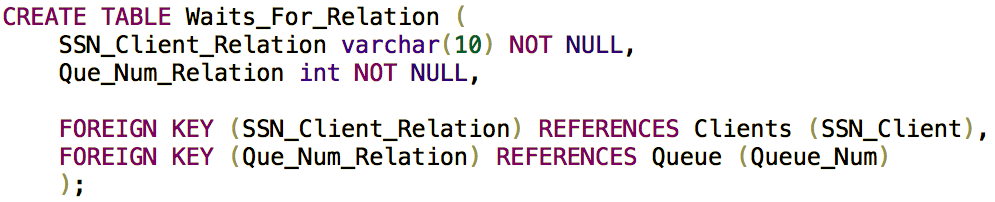 CREATE TABLE Waits_For_Relation (
SSN_Client_Relation varchar(10) NOT NULL,
Que_Num_Relation int NOT NULL,
FOREIGN KEY (SSN_Client_Relation) REFERENCES Clients (SSN_Client),
FOREIGN KEY (Que_Num_Relation) REFERENCES Queue (Queue_Num)
);